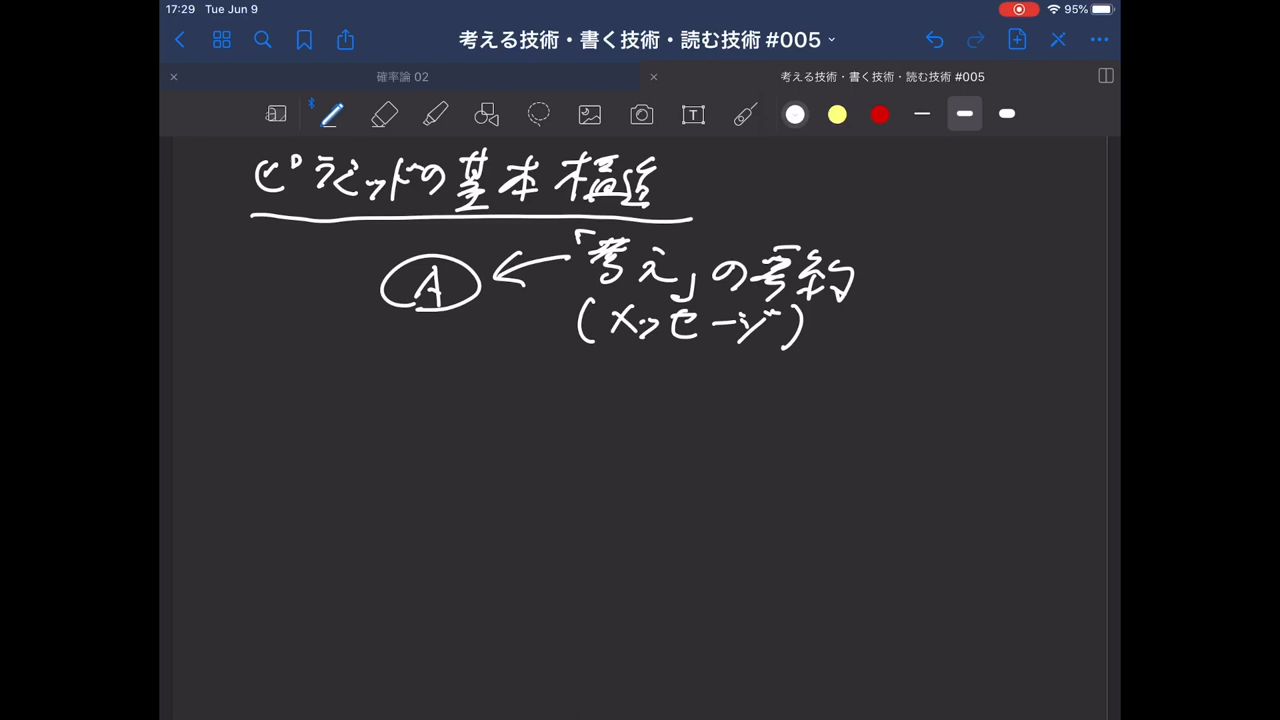 17:29 Tue Jun 9 95%
考える技術・書く技術・読む技術 #005
確率論 02 考える技術・書く技術・読む技術 #005
T
ピラミッドの基本構造
A 「考え」の要約
(メッセージ)